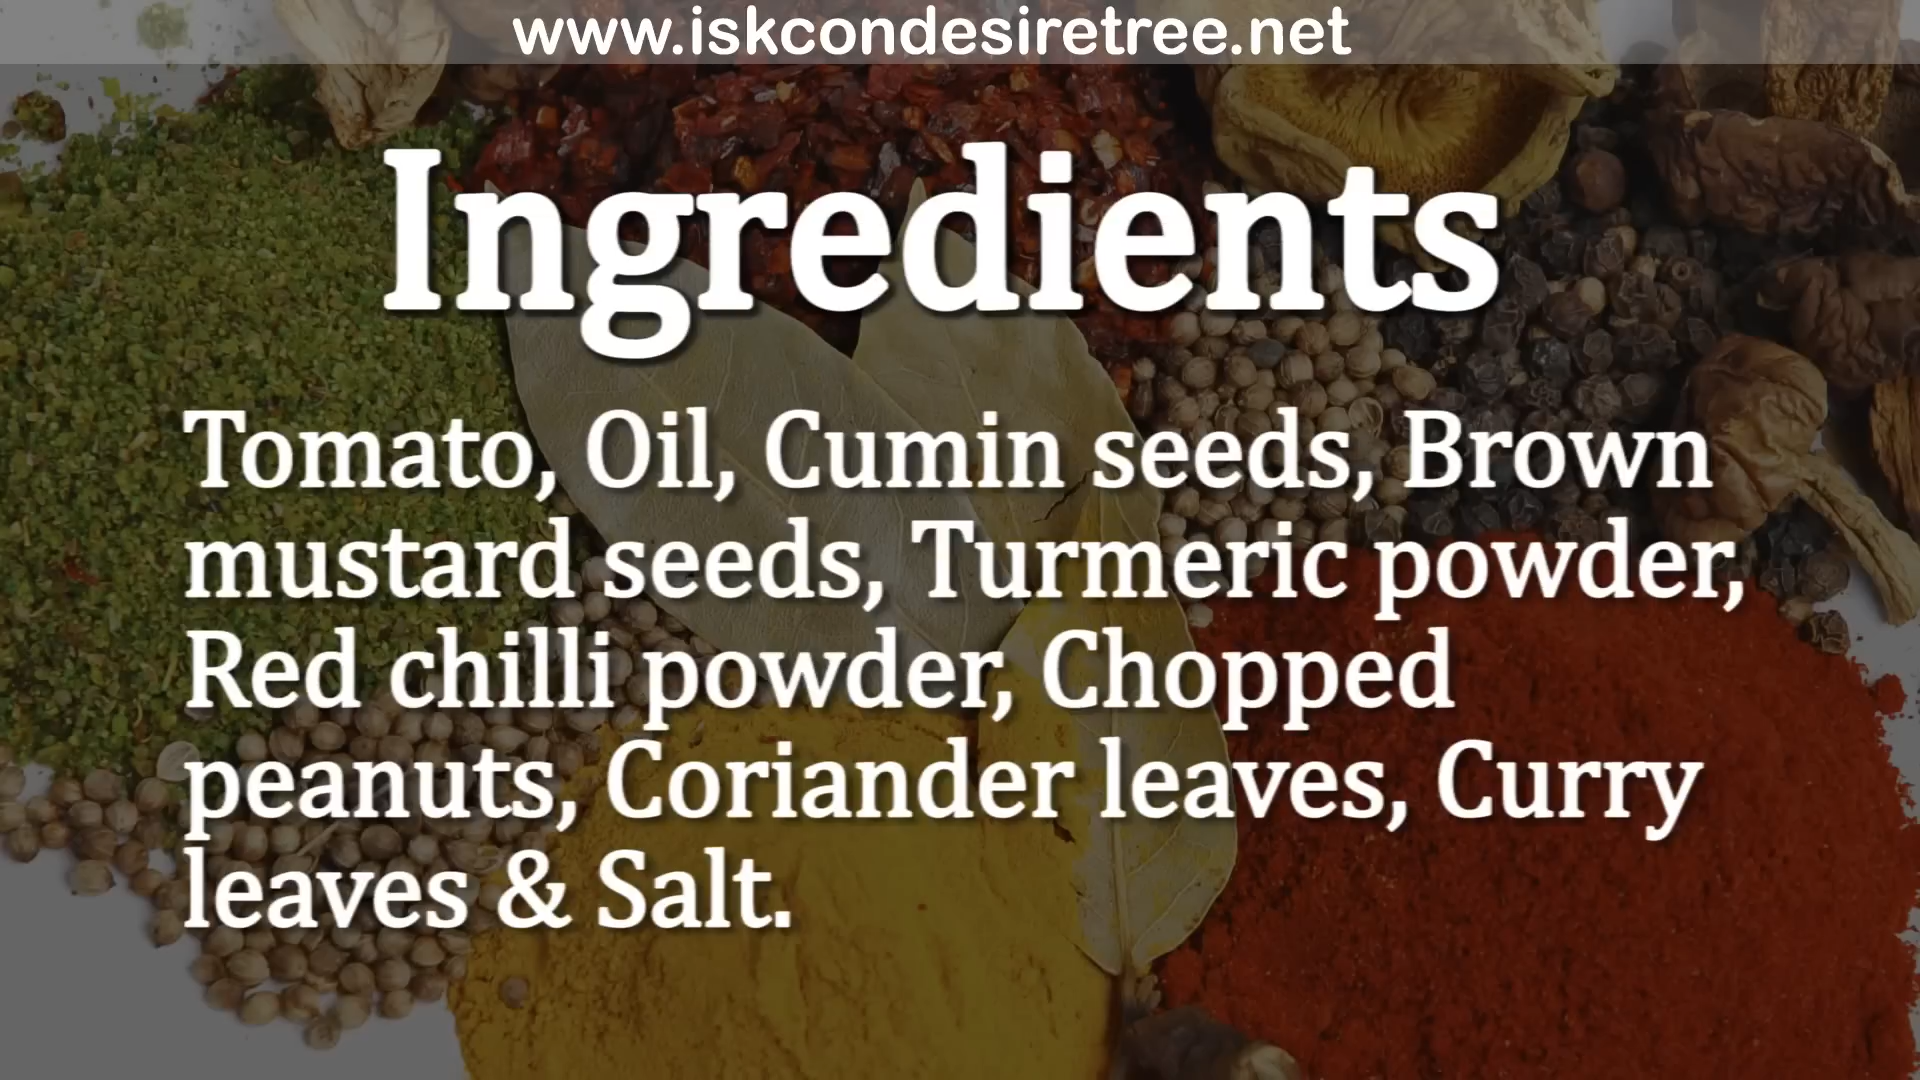 www.iskcondesiretree.net
Ingredients
Tomato, Oil, Cumin seeds, Brown
mustard seeds, Turmeric powder,
Red chilli powder, Chopped
peanuts, Coriander leaves, Curry
leaves & Salt.